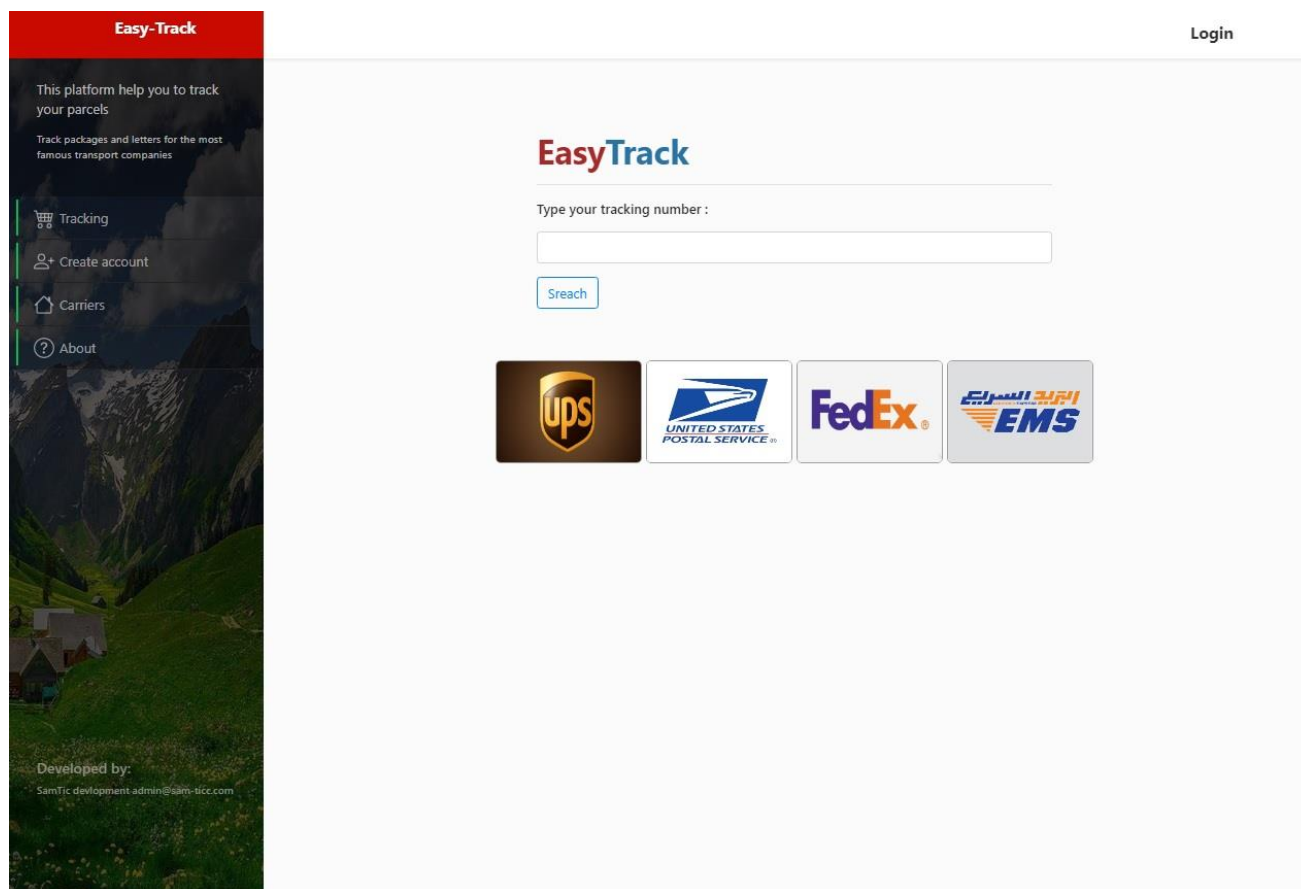 Easy-Track
Login
This platform help you to track
your parcels
Track packages and letters for the most
famous transport companies
Tracking
Create account
Carriers
About
EasyTrack
Type your tracking number :
Sreach
ups
UNITED STATES
POSTAL SERVICE
FedEx
البريد السريع
EMS
Developed by:
SamTic devlopment admin@sam-ticc.com